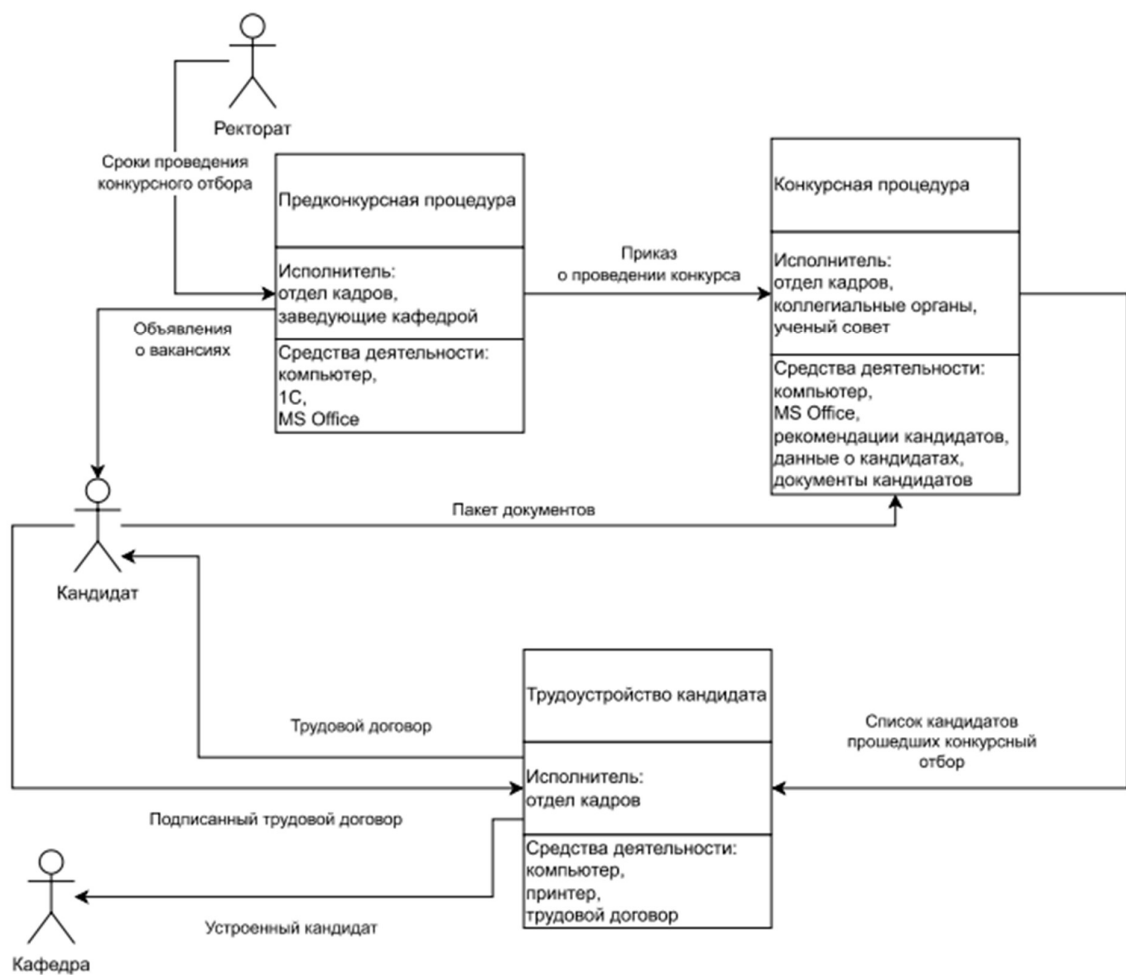 Ректорат
Сроки проведения
конкурсного отбора
Предконкурсная процедура
Исполнитель:
отдел кадров,
заведующие кафедрой
Средства деятельности:
компьютер,
1С,
MS Office
Приказ
о проведении конкурса
Конкурсная процедура
Исполнитель:
отдел кадров,
коллегиальные органы,
ученый совет
Средства деятельности:
компьютер,
MS Office,
рекомендации кандидатов,
данные о кандидатах,
документы кандидатов
Объявления
о вакансиях
Пакет документов
Кандидат
Трудовой договор
Трудоустройство кандидата
Исполнитель:
отдел кадров
Средства деятельности:
компьютер,
принтер,
трудовой договор
Список кандидатов
прошедших конкурсный
отбор
Подписанный трудовой договор
Устроенный кандидат
Кафедра